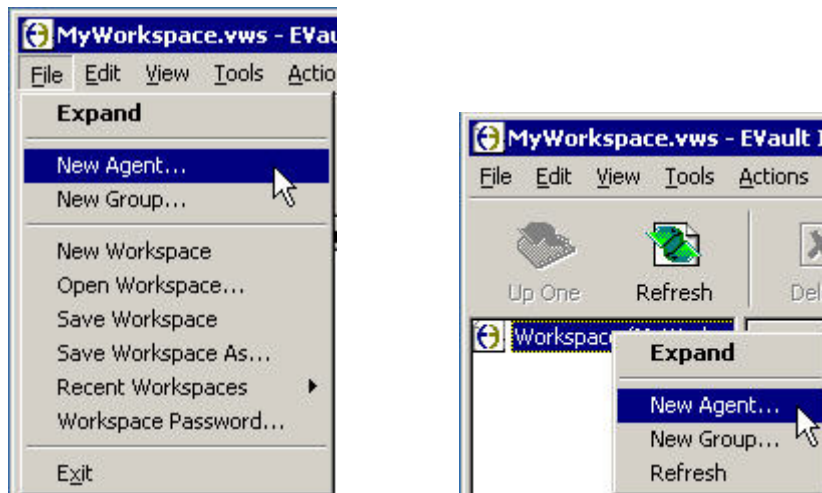 MyWorkspace.vws - EVau
File Edit View Tools Actio
Expand
New Agent...
New Group...
New Workspace
Open Workspace...
Save Workspace
Save Workspace As...
Recent Workspaces
Workspace Password...
Exit
MyWorkspace.vws - EVault I
File Edit View Tools Actions
Up One Refresh Del
Workspac
Expand
New Agent...
New Group...
Refresh